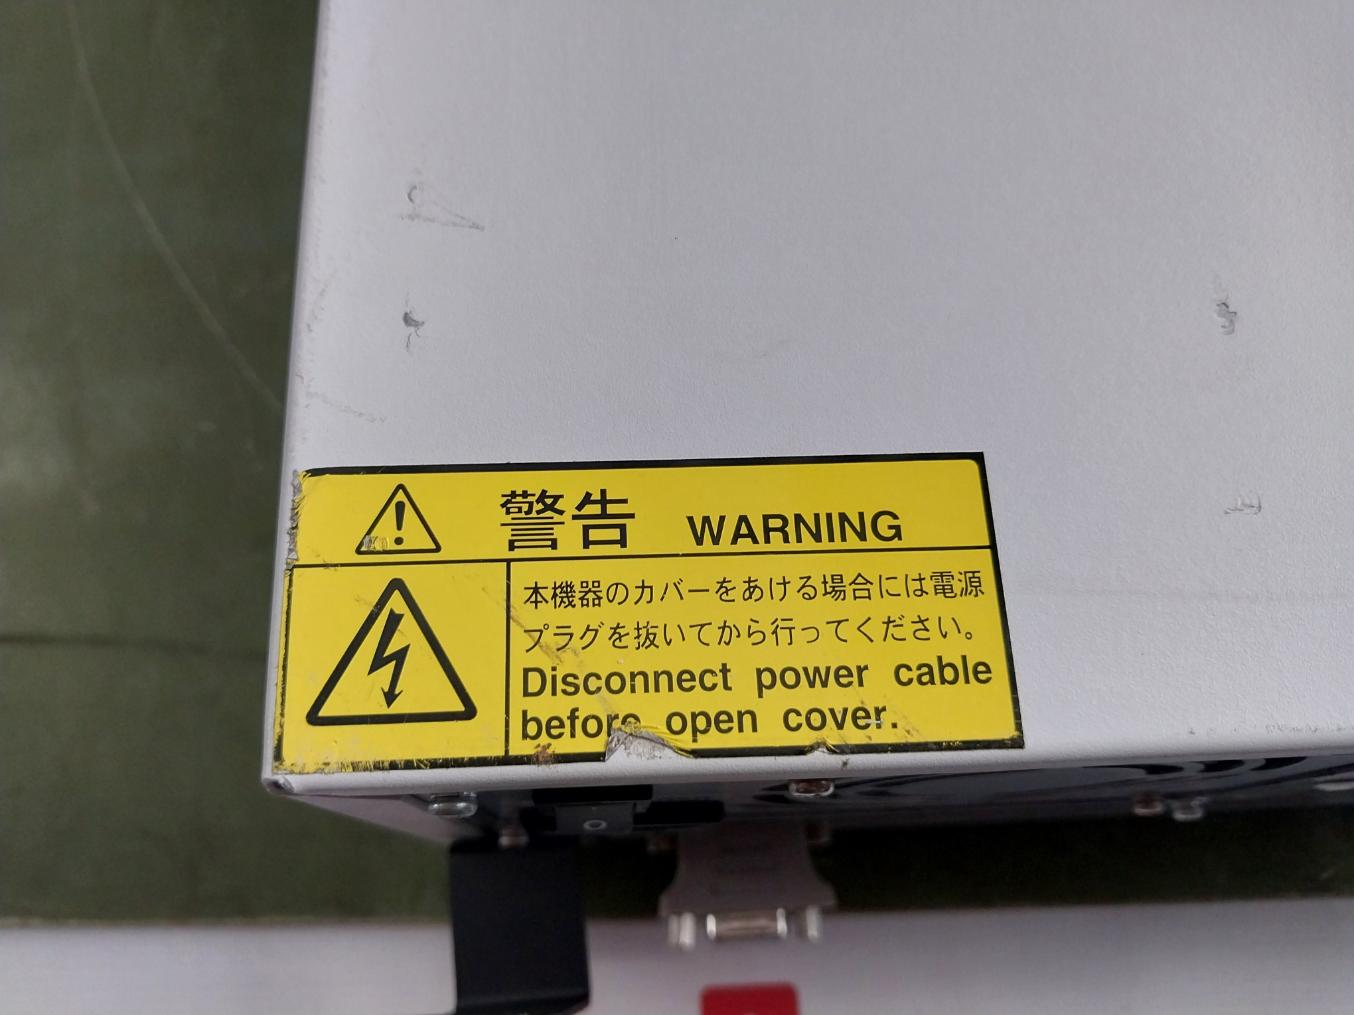 警告 WARNING
本機器のカバーをあける場合には電源
プラグを抜いてから行ってください。
Disconnect power cable
before open cover.